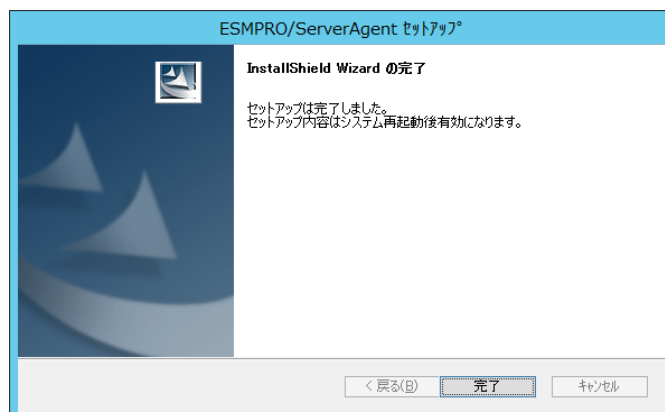 ESMPRO/ServerAgent ｾｯﾄｱｯﾌﾟ
InstallShield Wizard の完了
セットアップは完了しました。
セットアップ内容はシステム再起動後有効になります。
< 戻る(B)
完了
ｷｬﾝｾﾙ